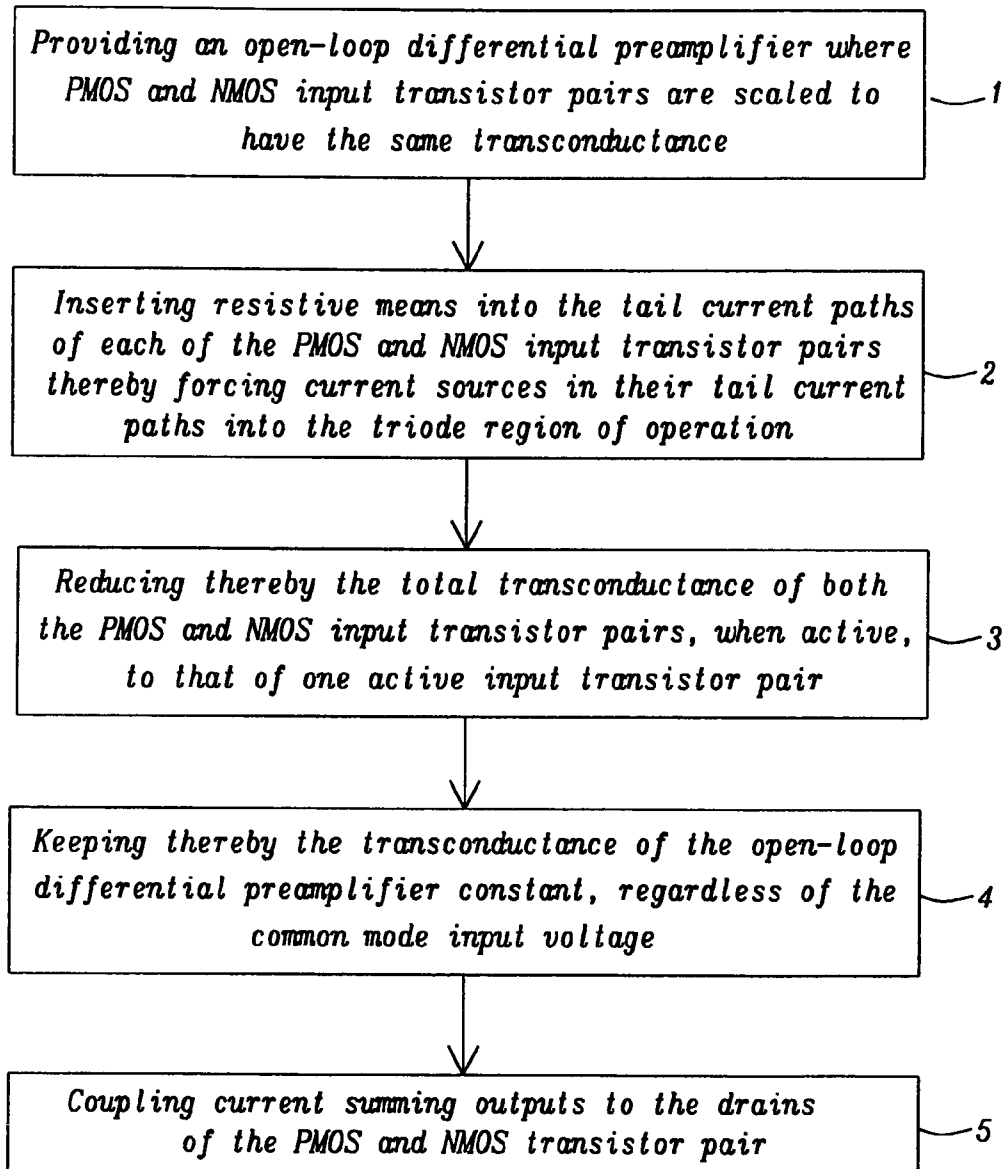 Providing an open-loop differential preamplifier where
PMOS and NMOS input transistor pairs are scaled to
have the same transconductance
1
Inserting resistive means into the tail current paths
of each of the PMOS and NMOS input transistor pairs
thereby forcing current sources in their tail current
paths into the triode region of operation
2
Reducing thereby the total transconductance of both
the PMOS and NMOS input transistor pairs, when active,
to that of one active input transistor pair
3
Keeping thereby the transconductance of the open-loop
differential preamplifier constant, regardless of the
common mode input voltage
4
Coupling current summing outputs to the drains
of the PMOS and NMOS transistor pair
5